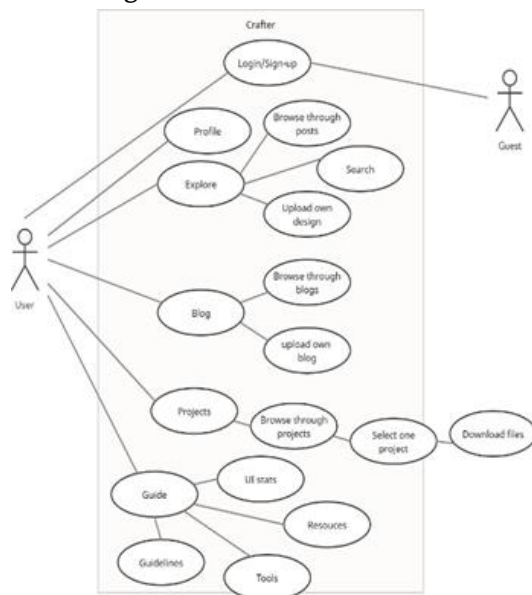 Crafter
Login/Sign-up
Guest
Browse through
posts
Profile
Search
Explore
Upload own
design
User
Browse through
blogs
Blog
upload own
blog
Projects
Browse through
projects
Select one
project
Download files
UI stats
Guide
Resouces
Guidelines
Tools